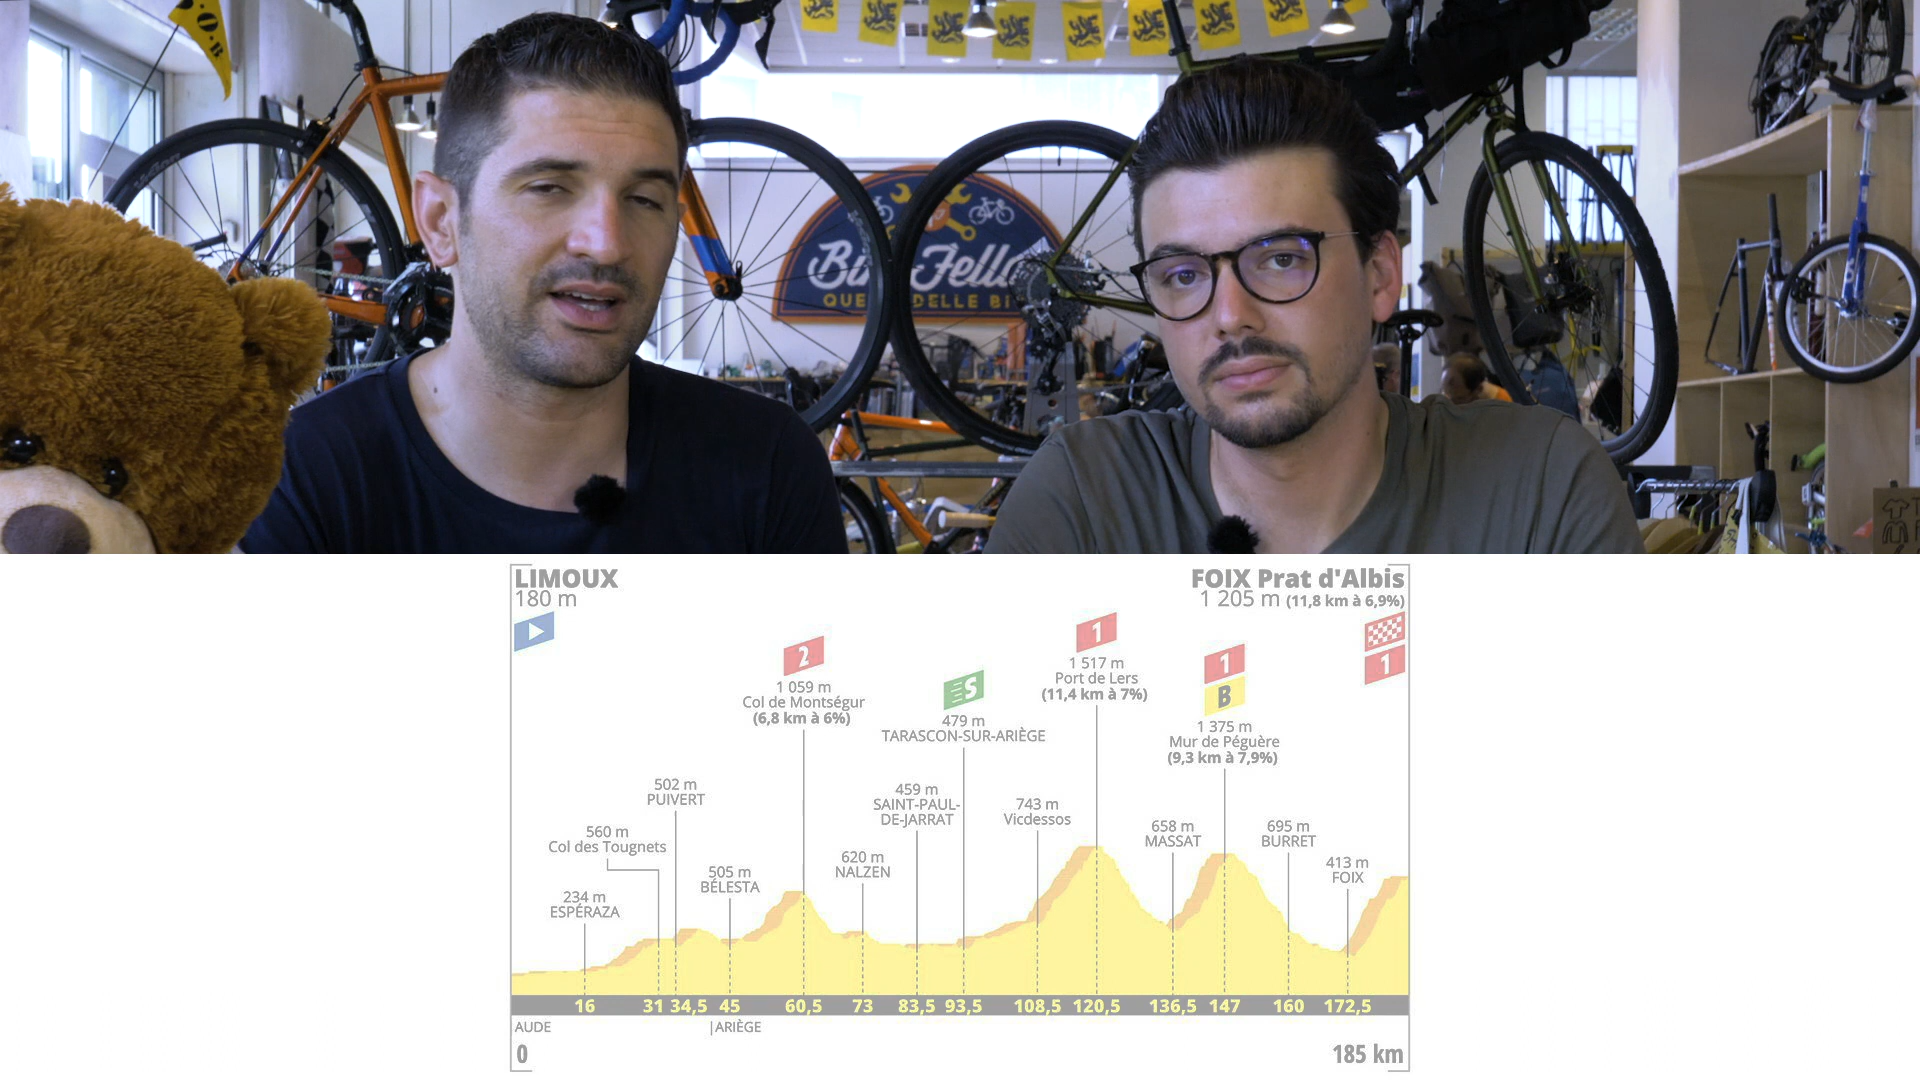 O.B
Fello
QUE DELLE BI
LIMOUX
180 m
FOIX Prat d'Albis
1 205 m (11,8 km à 6,9%)
1
1 517 m
Port de Lers
(11,4 km à 7%)
2
1 059 m
Col de Montségur
(6,8 km à 6%)
1
B
1 375 m
Mur de Péguère
(9,3 km à 7,9%)
1
S
479 m
TARASCON-SUR-ARIÈGE
502 m
PUIVERT
459 m
SAINT-PAUL-
DE-JARRAT
743 m
Vicdessos
560 m
Col des Tougnets
658 m
MASSAT
695 m
BURRET
620 m
NALZEN
413 m
FOIX
505 m
BÉLESTA
234 m
ESPÉRAZA
16 31 34,5 45 60,5 73 83,5 93,5 108,5 120,5 136,5 147 160 172,5
AUDE |ARIÈGE
0 185 km